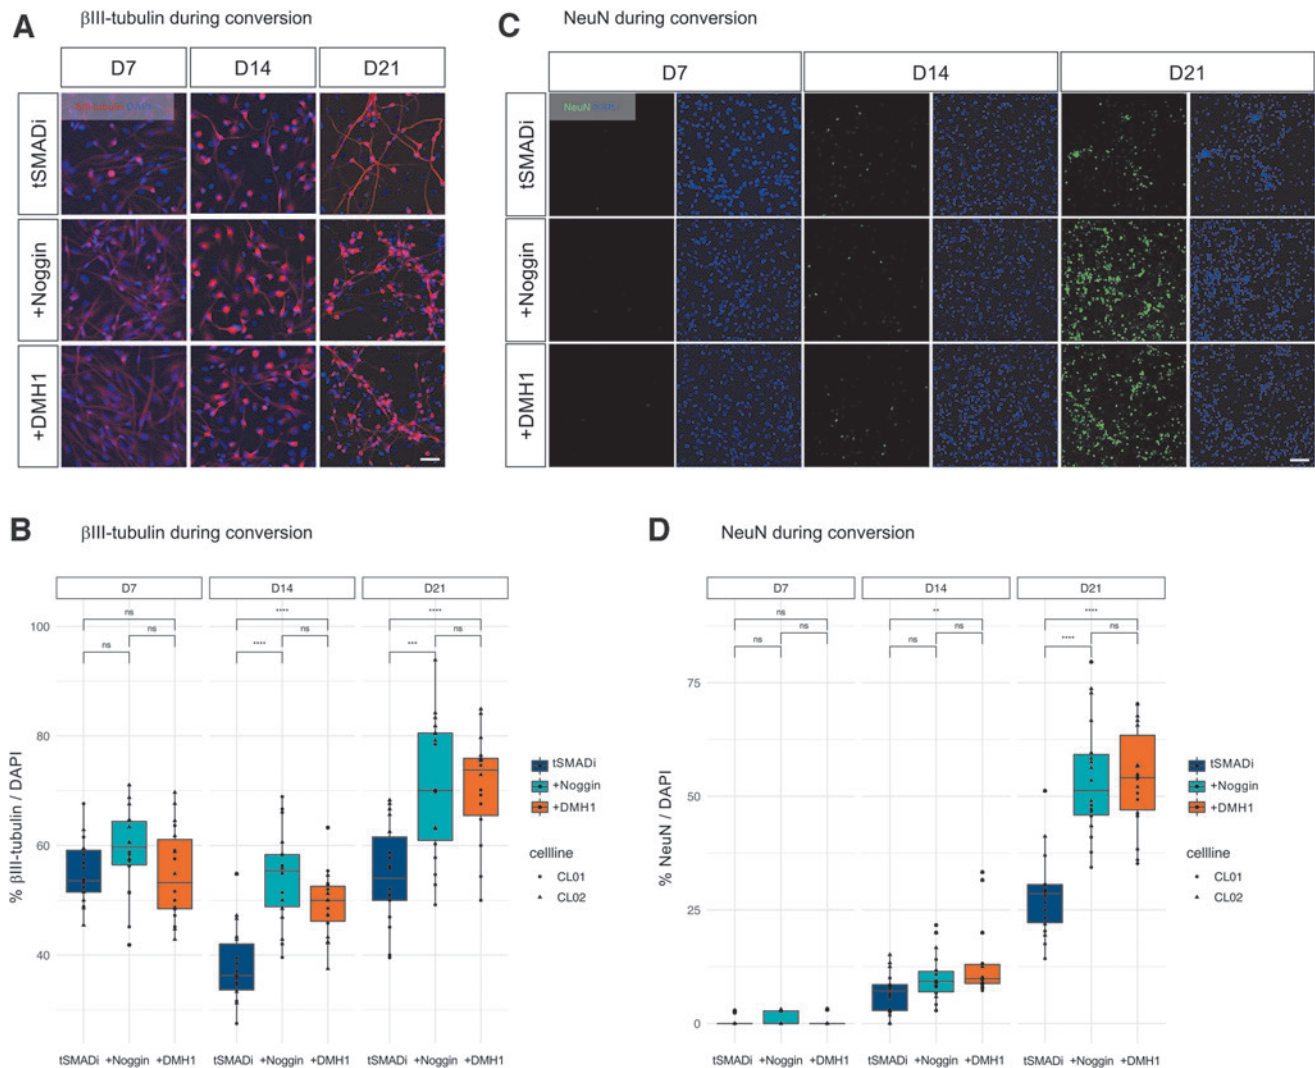 A βIII-tubulin during conversion
D7 D14 D21
tSMADi
+Noggin
+DMH1
C NeuN during conversion
D7 D14 D21
NeuN
tSMADi
+Noggin
+DMH1
B βIII-tubulin during conversion
D7 D14 D21
ns **** ****
ns ns ns
ns **** ***
% βIII-tubulin / DAPI
100
80
60
40
tSMADi +Noggin +DMH1 tSMADi +Noggin +DMH1 tSMADi +Noggin +DMH1
tSMADi
+Noggin
+DMH1
cellline
CL01
CL02
D NeuN during conversion
D7 D14 D21
ns ** ****
ns ns ns
ns ns ****
% NeuN / DAPI
75
50
25
0
tSMADi +Noggin +DMH1 tSMADi +Noggin +DMH1 tSMADi +Noggin +DMH1
tSMADi
+Noggin
+DMH1
cellline
CL01
CL02